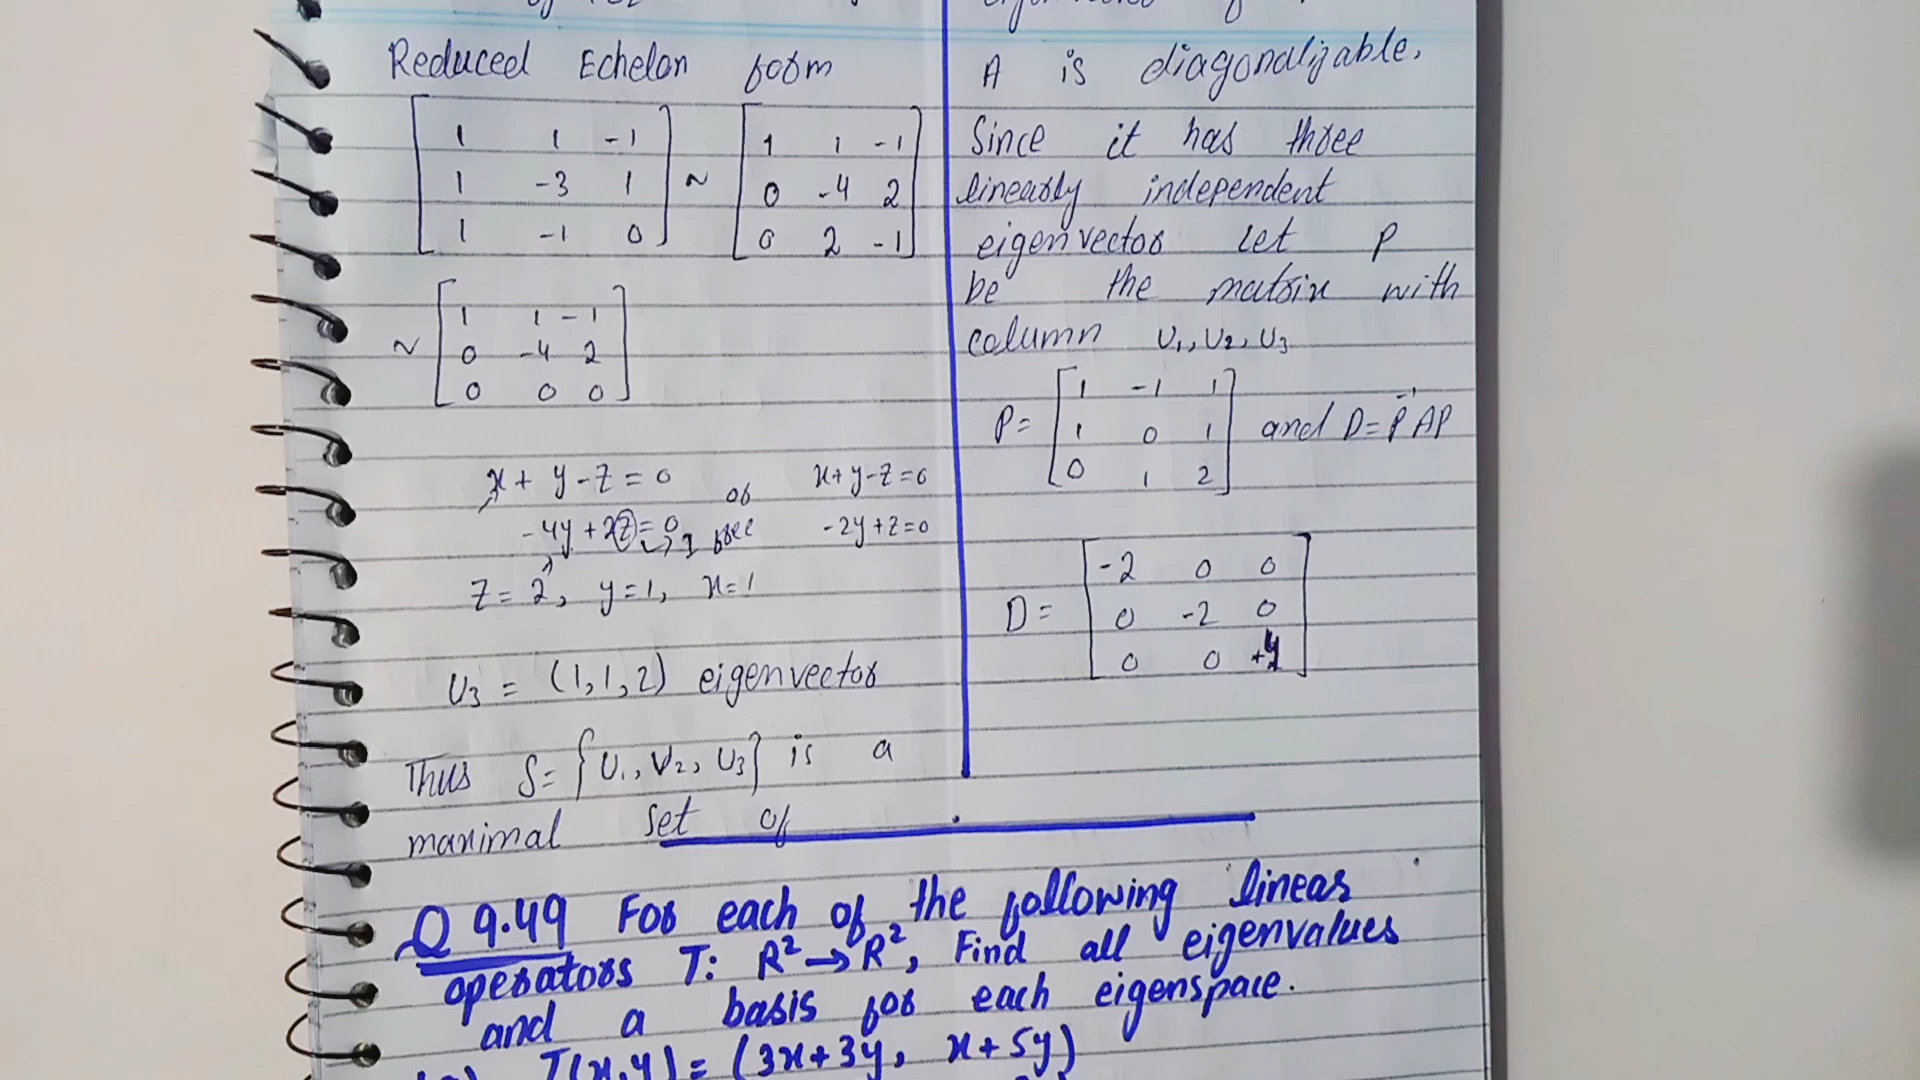 Reduced Echelon form
[1 1 -1
1 -3 1
1 -1 0] ~ [1 1 -1
0 -4 2
0 2 -1]
~ [1 1 -1
0 -4 2
0 0 0]
x + y - z = 0 or x + y - z = 0
-4y + 2z = 0 → 1 free -2y + z = 0
z = 2, y = 1, x = 1
U3 = (1,1,2) eigenvector
Thus S = {U1, U2, U3} is a
maximal set of
A is diagonalizable.
Since it has three
linearly independent
eigenvector let P
be the matrix with
column U1, U2, U3
P = [1 -1 1
1 0 1
0 1 2] and D = P⁻¹AP
D = [-2 0 0
0 -2 0
0 0 +4]
Q 9.49 For each of the following linear
operators T: R² → R², Find all eigenvalues
and a basis for each eigenspace.
T(x,y) = (3x+3y, x+5y)